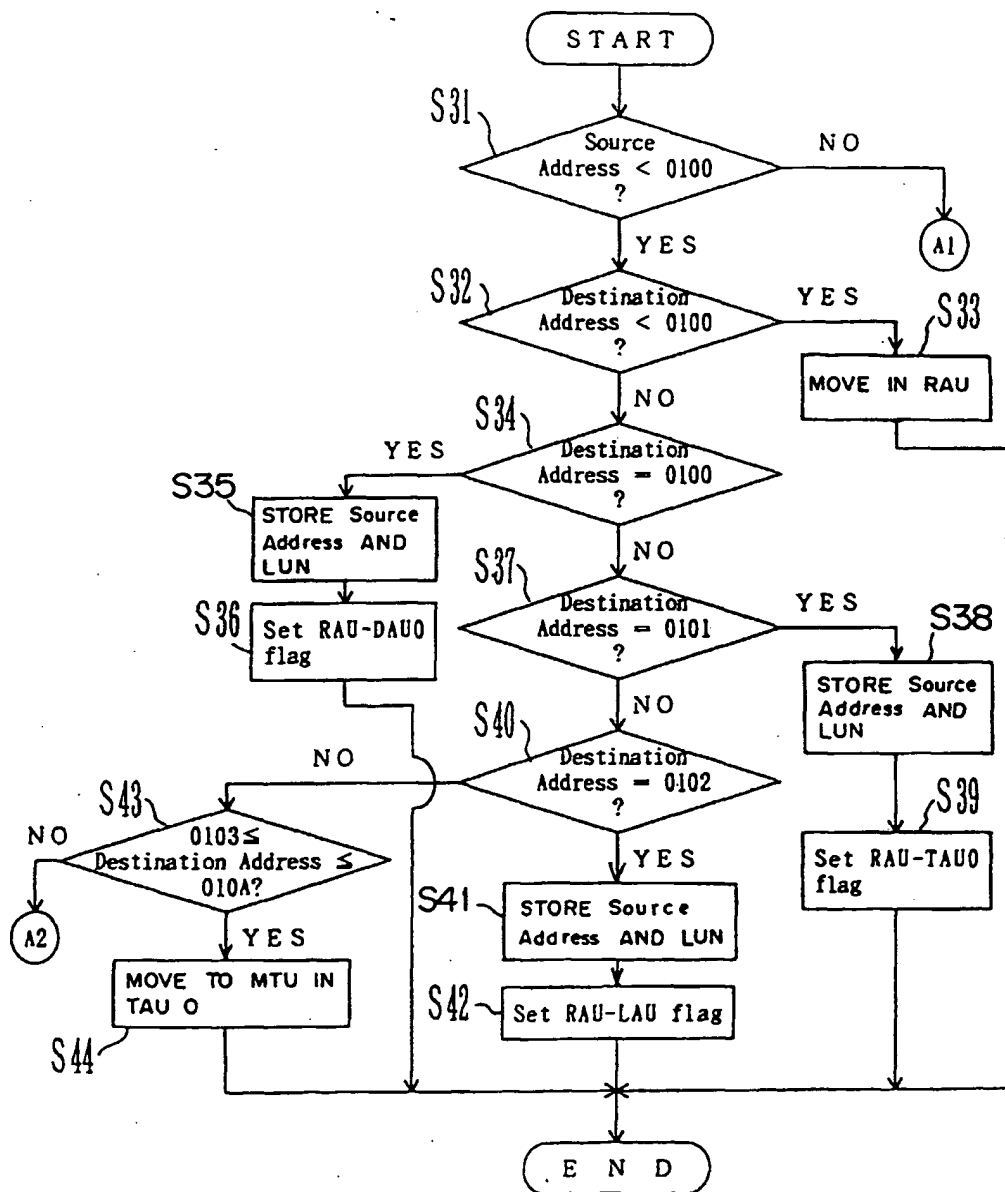 START
S31
Source
Address < 0100
?
NO
A1
YES
S32
Destination
Address < 0100
?
YES
S33
MOVE IN RAU
NO
S34
Destination
Address = 0100
?
YES
S35
STORE Source
Address AND
LUN
S36
Set RAU-DAU0
flag
NO
S37
Destination
Address = 0101
?
YES
S38
STORE Source
Address AND
LUN
S39
Set RAU-TAU0
flag
NO
S40
Destination
Address = 0102
?
NO
S43
0103≤
Destination Address ≤
010A?
NO
A2
YES
MOVE TO MTU IN
TAU 0
S44
YES
S41
STORE Source
Address AND LUN
S42
Set RAU-LAU flag
END